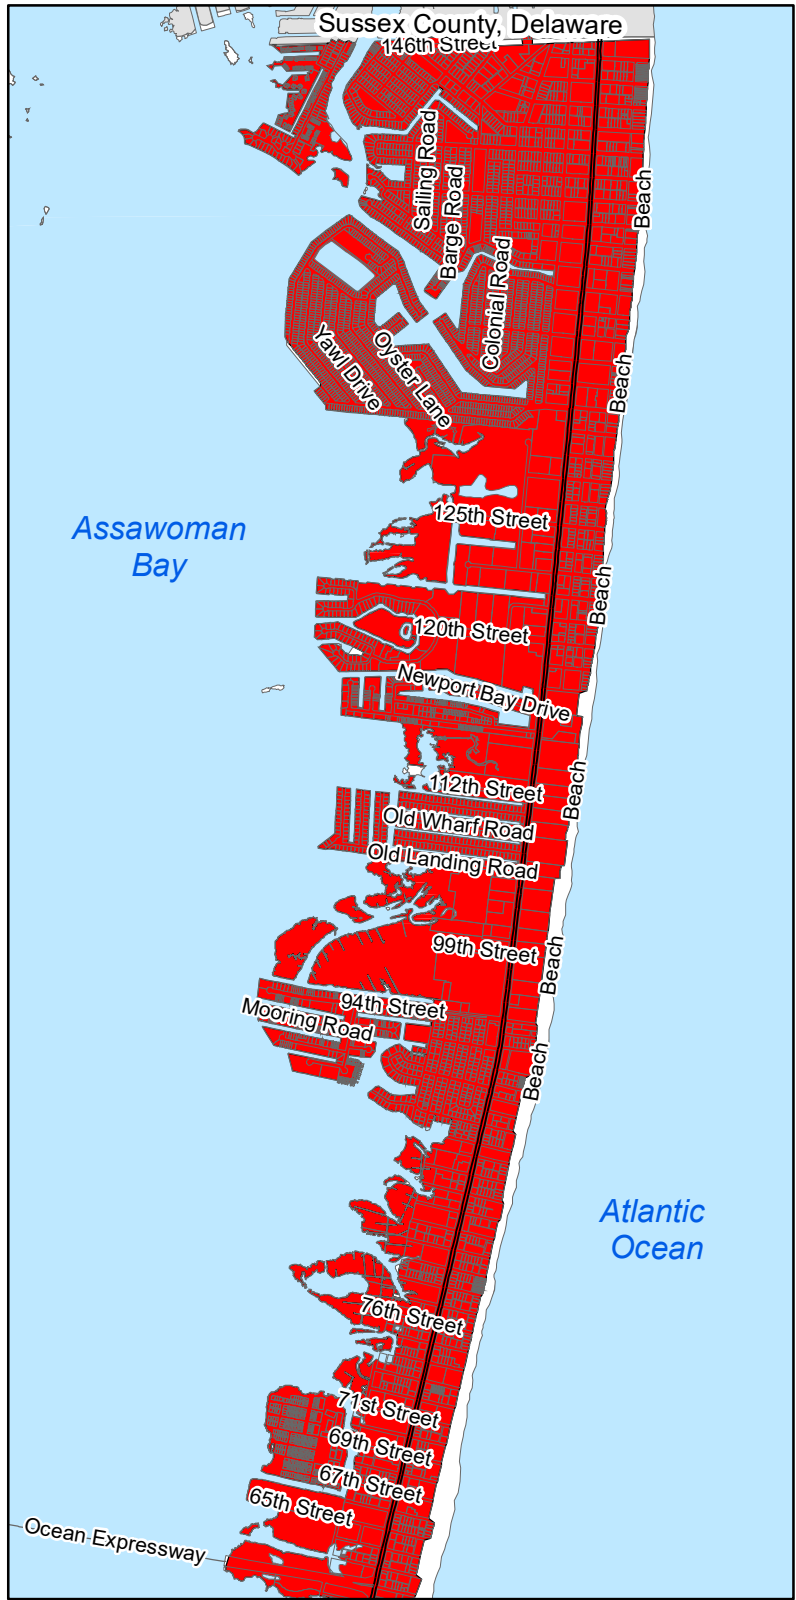 Sussex County, Delaware
146th Street
Sailing Road
Barge Road
Beach
Colonial Road
Yawl Drive
Oyster Lane
Beach
Assawoman
Bay
125th Street
Beach
120th Street
Newport Bay Drive
Beach
112th Street
Old Wharf Road
Old Landing Road
99th Street
Beach
94th Street
Mooring Road
Beach
Atlantic
Ocean
76th Street
71st Street
69th Street
67th Street
65th Street
Ocean Expressway